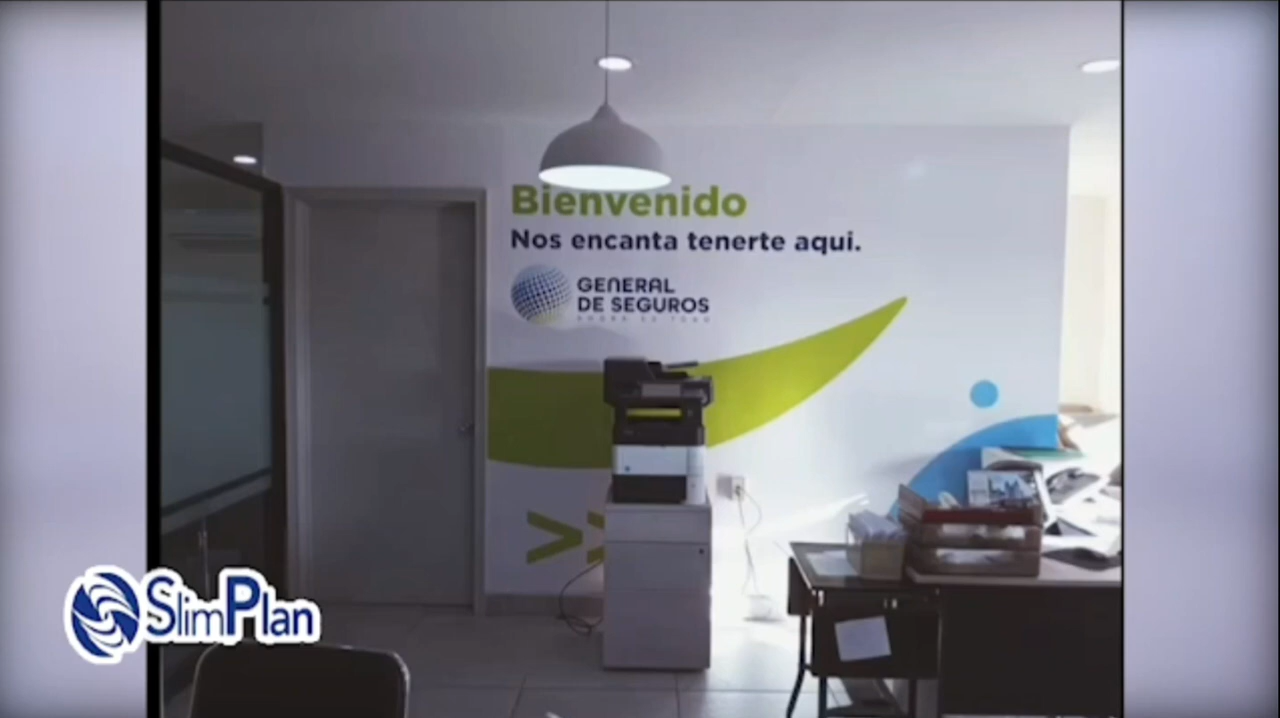 Bienvenido
Nos encanta tenerte aqui.
GENERAL
DE SEGUROS
SlimPlan